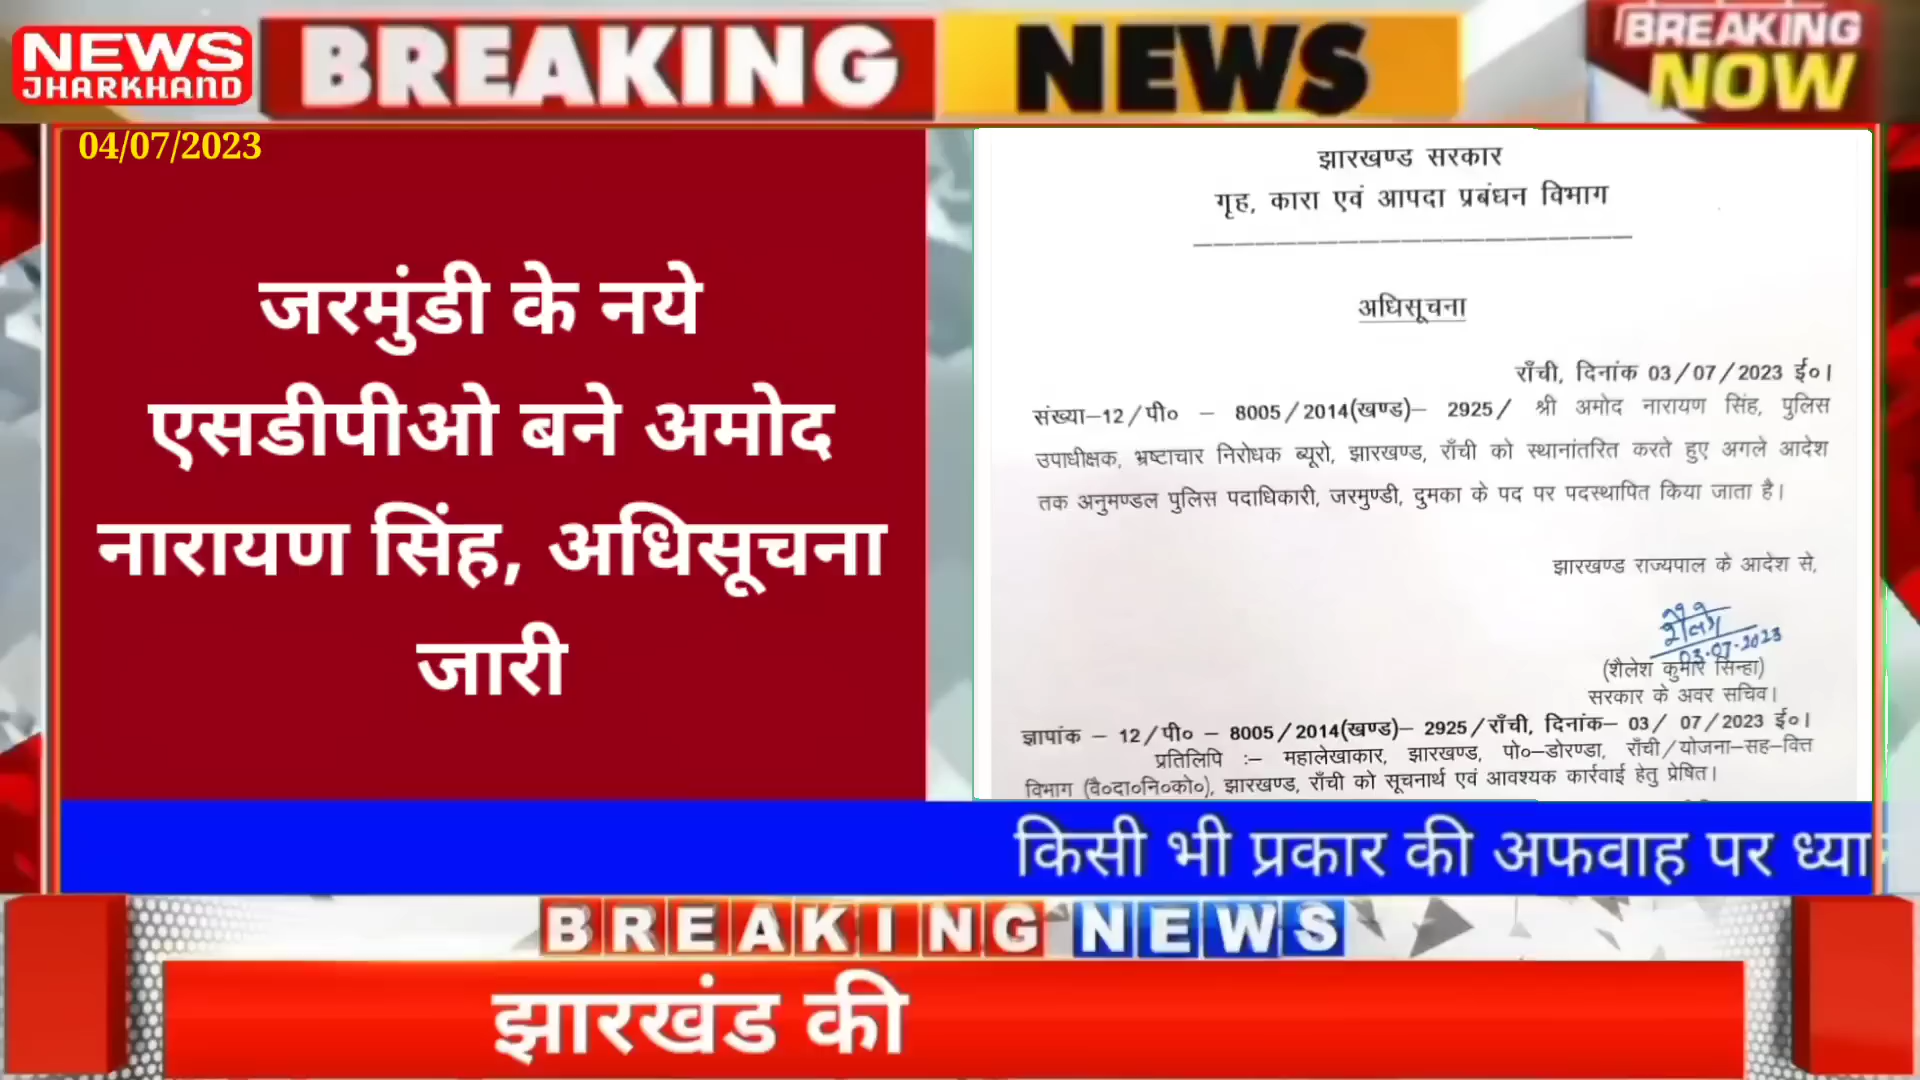 NEWS
JHARKHAND
BREAKING NEWS
BREAKING
NOW
04/07/2023
जरमुंडी के नये
एसडीपीओ बने अमोद
नारायण सिंह, अधिसूचना
जारी
झारखण्ड सरकार
गृह, कारा एवं आपदा प्रबंधन विभाग
अधिसूचना
राँची, दिनांक 03/07/2023 ई०।
संख्या–12/पी० – 8005/2014(खण्ड)– 2925/ श्री अमोद नारायण सिंह, पुलिस
उपाधीक्षक, भ्रष्टाचार निरोधक ब्यूरो, झारखण्ड, राँची को स्थानांतरित करते हुए अगले आदेश
तक अनुमण्डल पुलिस पदाधिकारी, जरमुण्डी, दुमका के पद पर पदस्थापित किया जाता है।
झारखण्ड राज्यपाल के आदेश से,
03.07.2023
(शैलेश कुमार सिन्हा)
सरकार के अवर सचिव।
ज्ञापांक – 12/पी० – 8005/2014(खण्ड)– 2925/राँची, दिनांक– 03/ 07/2023 ई०।
प्रतिलिपि :– महालेखाकार, झारखण्ड, पो०–डोरण्डा, राँची/योजना–सह–वित्त
विभाग (वै०दा०नि०को०), झारखण्ड, राँची को सूचनार्थ एवं आवश्यक कार्रवाई हेतु प्रेषित।
किसी भी प्रकार की अफवाह पर
BREAKING NEWS
झारखंड की